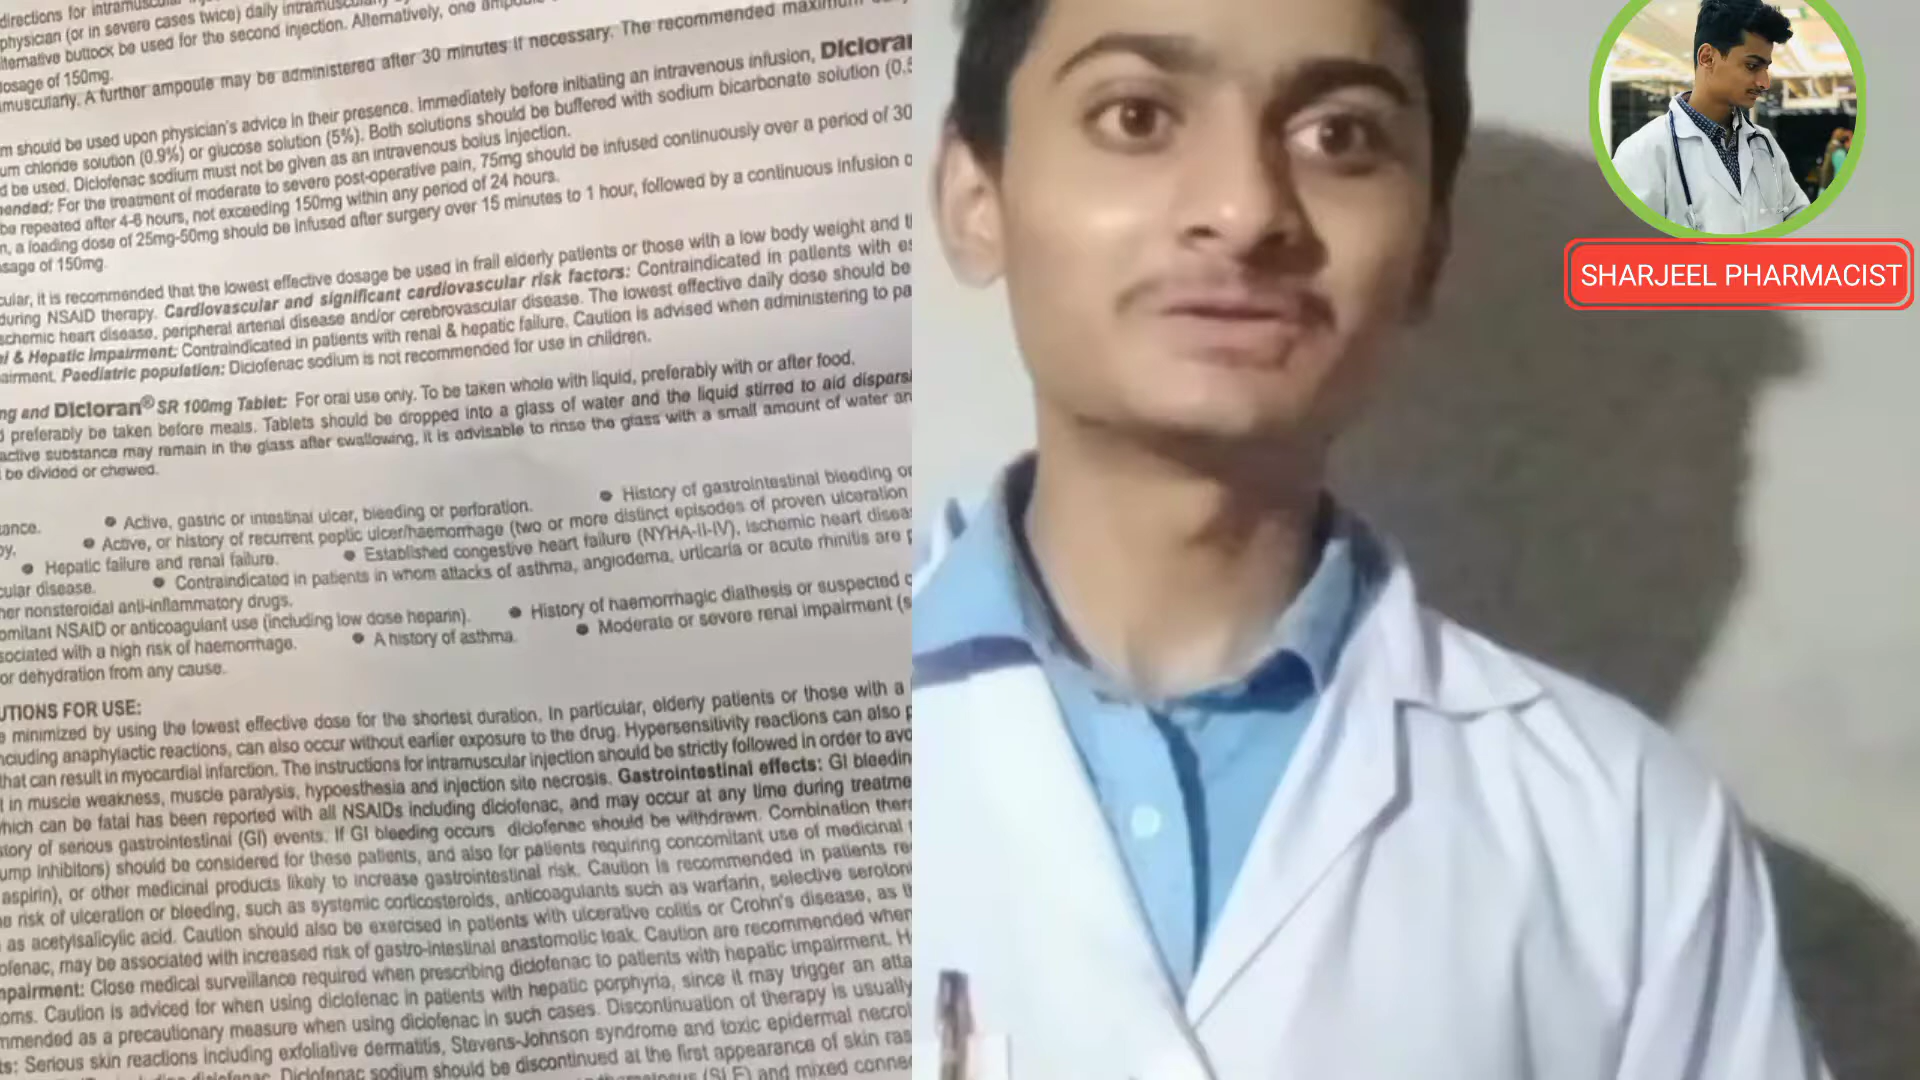 directions for intramuscular
physician (or in severe cases twice) daily intramuscularly
alternative buttock be used for the second injection. Alternatively, one ampoule
dosage of 150mg.
muscularly. A further ampoule may be administered after 30 minutes if necessary. The recommended maximum
m should be used upon physician's advice in their presence. Immediately before initiating an intravenous infusion, Dicloran
um chloride solution (0.9%) or glucose solution (5%). Both solutions should be buffered with sodium bicarbonate solution (0.5
d be used. Diclofenac sodium must not be given as an intravenous bolus injection.
ended: For the treatment of moderate to severe post-operative pain, 75mg should be infused continuously over a period of 30
be repeated after 4-6 hours, not exceeding 150mg within any period of 24 hours.
n, a loading dose of 25mg-50mg should be infused after surgery over 15 minutes to 1 hour, followed by a continuous infusion o
sage of 150mg.
cular, it is recommended that the lowest effective dosage be used in frail elderly patients or those with a low body weight and t
during NSAID therapy. Cardiovascular and significant cardiovascular risk factors: Contraindicated in patients with es
schemic heart disease, peripheral arterial disease and/or cerebrovascular disease. The lowest effective daily dose should be
l & Hepatic Impairment: Contraindicated in patients with renal & hepatic failure. Caution is advised when administering to pa
airment. Paediatric population: Diclofenac sodium is not recommended for use in children.
ng and Dicloran® SR 100mg Tablet: For oral use only. To be taken whole with liquid, preferably with or after food.
d preferably be taken before meals. Tablets should be dropped into a glass of water and the liquid stirred to aid dispersi
active substance may remain in the glass after swallowing, it is advisable to rinse the glass with a small amount of water an
be divided or chewed.
ance. • Active, gastric or intestinal ulcer, bleeding or perforation. • History of gastrointestinal bleeding or
py, • Active, or history of recurrent peptic ulcer/haemorrhage (two or more distinct episodes of proven ulceration
• Hepatic failure and renal failure. • Established congestive heart failure (NYHA-II-IV), ischemic heart disea
cular disease. • Contraindicated in patients in whom attacks of asthma, angiodema, urticaria or acute rhinitis are p
her nonsteroidal anti-inflammatory drugs.
omitant NSAID or anticoagulant use (including low dose heparin). • History of haemorrhagic diathesis or suspected c
sociated with a high risk of haemorrhage. • A history of asthma. • Moderate or severe renal impairment (s
or dehydration from any cause.
UTIONS FOR USE:
e minimized by using the lowest effective dose for the shortest duration. In particular, elderly patients or those with a
ncluding anaphylactic reactions, can also occur without earlier exposure to the drug. Hypersensitivity reactions can also p
that can result in myocardial infarction. The instructions for intramuscular injection should be strictly followed in order to avo
t in muscle weakness, muscle paralysis, hypoesthesia and injection site necrosis. Gastrointestinal effects: GI bleedin
which can be fatal has been reported with all NSAIDs including diclofenac, and may occur at any time during treatme
story of serious gastrointestinal (GI) events. If GI bleeding occurs diclofenac should be withdrawn. Combination thera
ump inhibitors) should be considered for these patients, and also for patients requiring concomitant use of medicinal
aspirin), or other medicinal products likely to increase gastrointestinal risk. Caution is recommended in patients re
e risk of ulceration or bleeding, such as systemic corticosteroids, anticoagulants such as warfarin, selective serotoni
as acetylsalicylic acid. Caution should also be exercised in patients with ulcerative colitis or Crohn's disease, as t
ofenac, may be associated with increased risk of gastro-intestinal anastomotic leak. Caution are recommended when
mpairment: Close medical surveillance required when prescribing diclofenac to patients with hepatic impairment. H
oms. Caution is adviced for when using diclofenac in patients with hepatic porphyria, since it may trigger an atta
mmended as a precautionary measure when using diclofenac in such cases. Discontinuation of therapy is usually
ts: Serious skin reactions including exfoliative dermatitis, Stevens-Johnson syndrome and toxic epidermal necrol
diclofenac. Diclofenac sodium should be discontinued at the first appearance of skin ras
(SLE) and mixed conne
SHARJEEL PHARMACIST